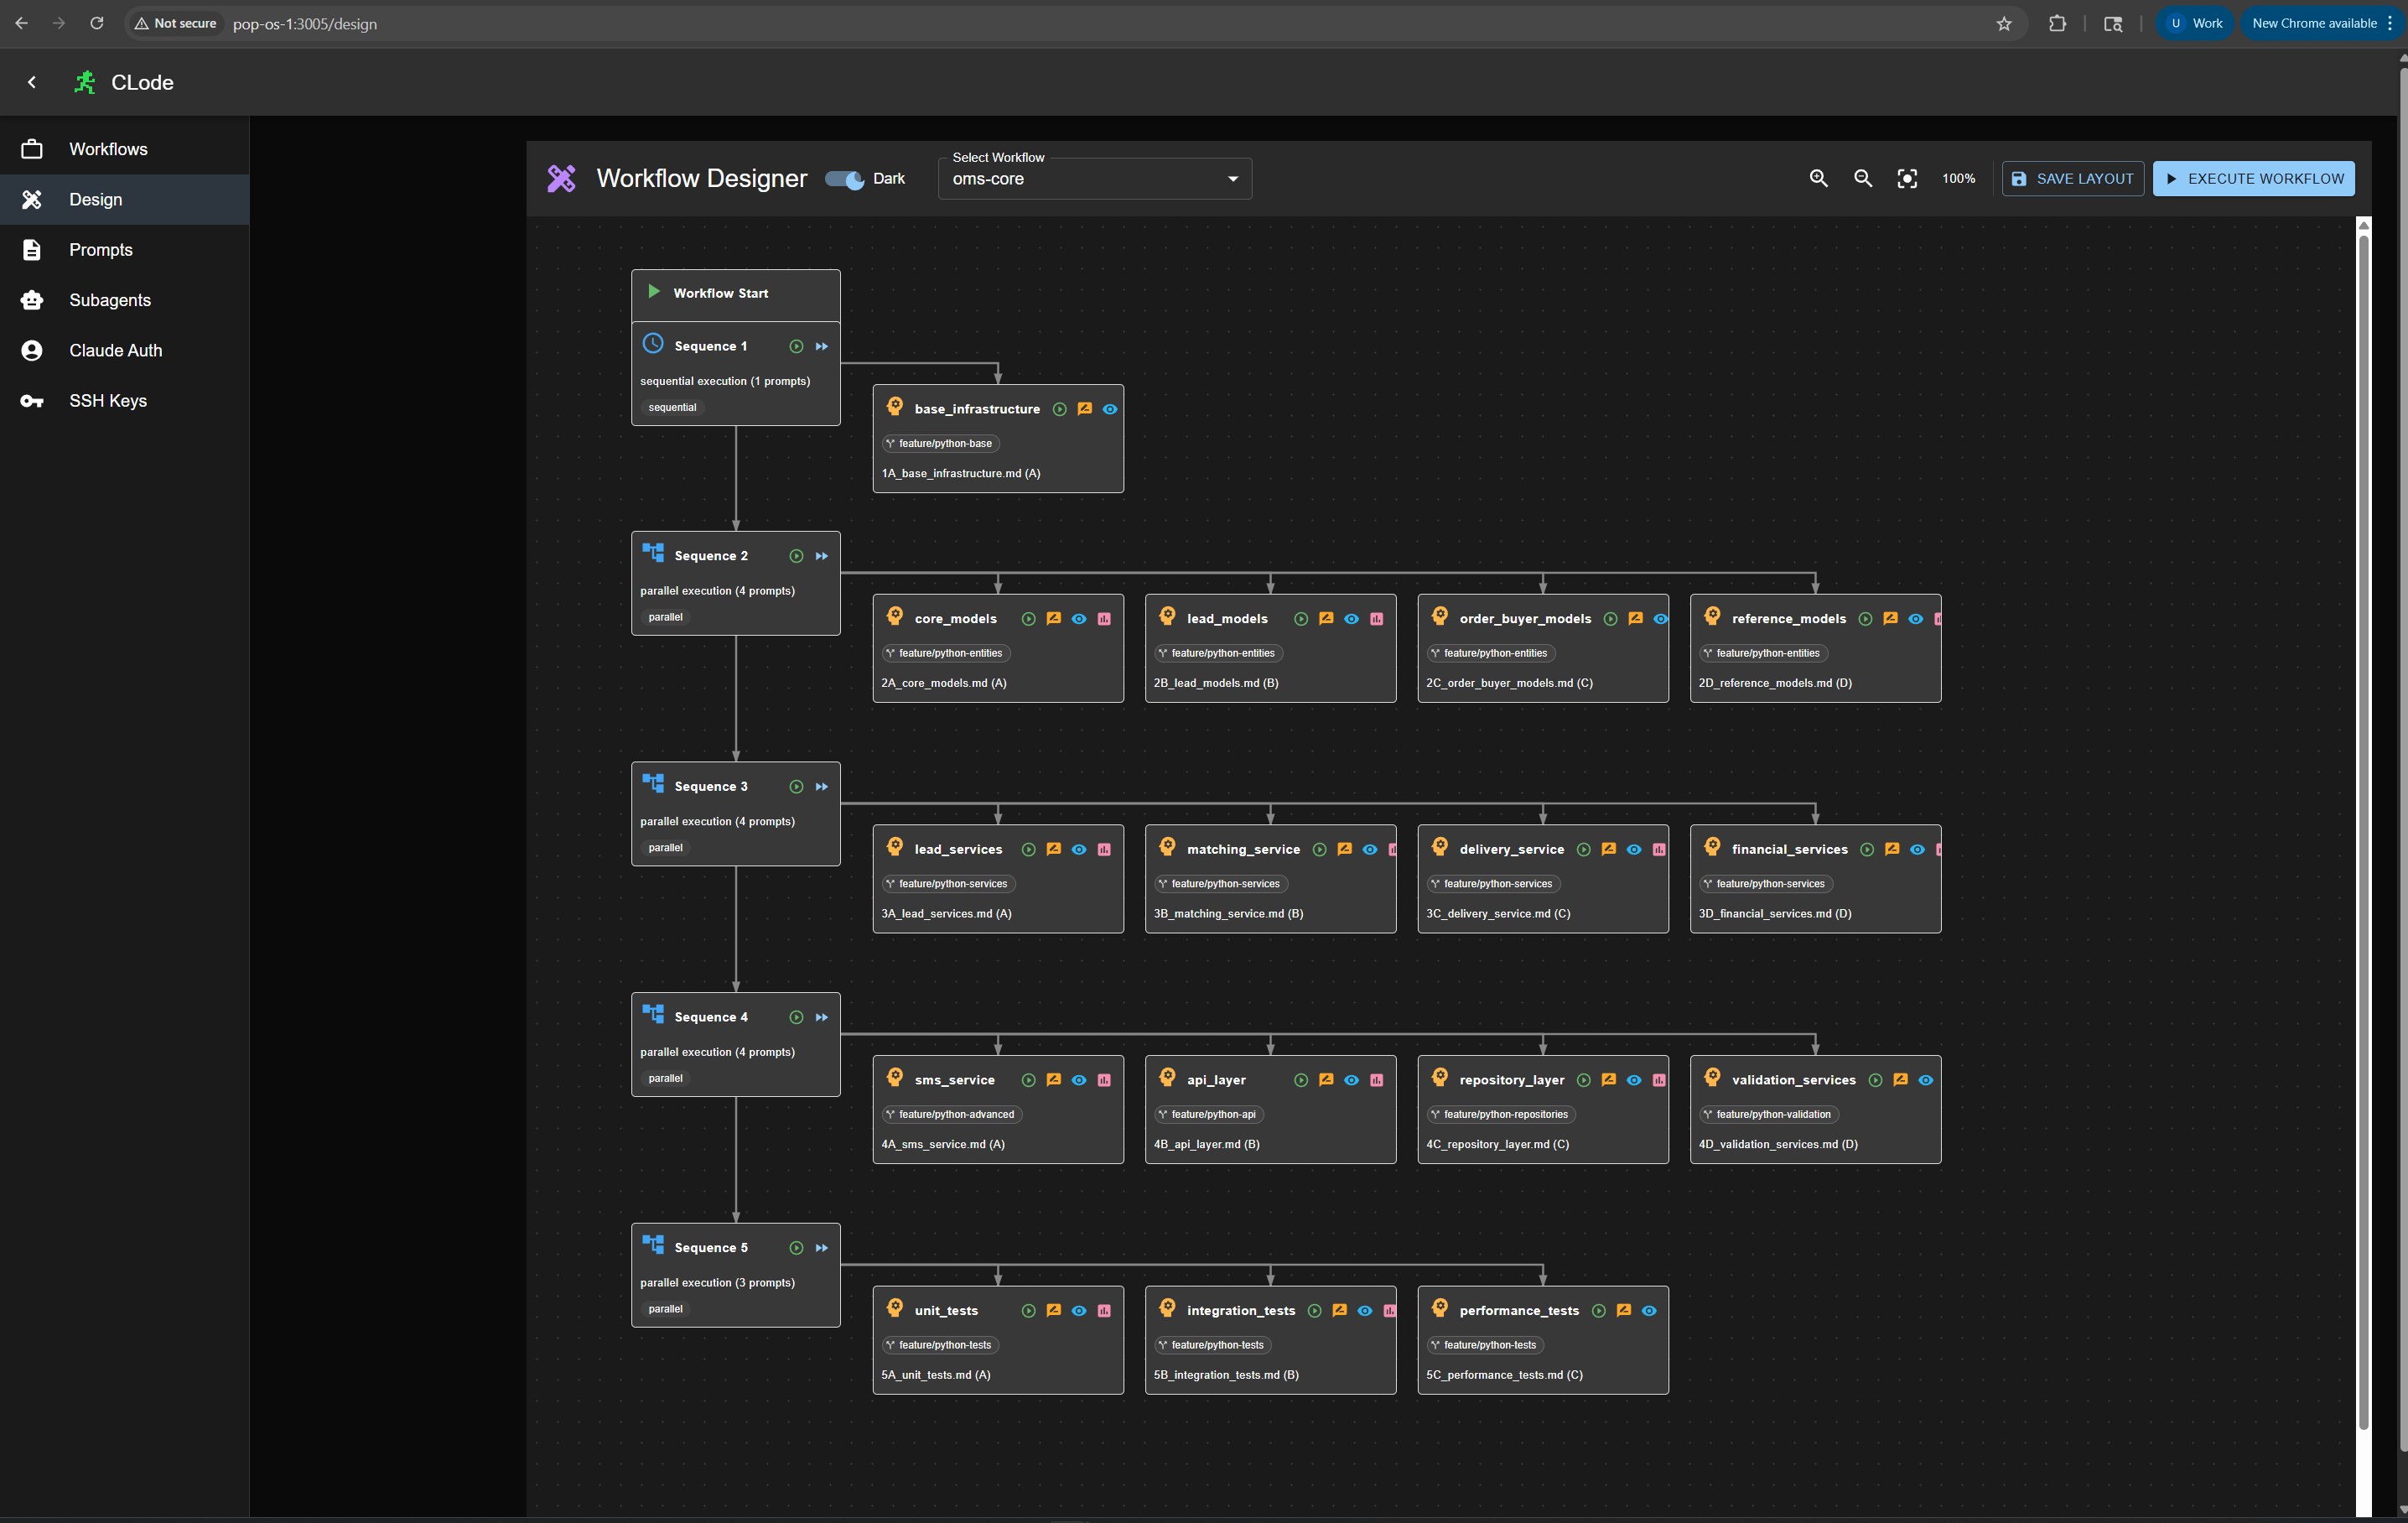 Not secure
pop-os-1:3005/design
Work
New Chrome available
U
CLode
Workflows
Design
Prompts
Subagents
Claude Auth
SSH Keys
Workflow Designer
Dark
Select Workflow
oms-core
100%
SAVE LAYOUT
EXECUTE WORKFLOW
Workflow Start
Sequence 1
sequential execution (1 prompts)
sequential
base_infrastructure
feature/python-base
1A_base_infrastructure.md (A)
Sequence 2
parallel execution (4 prompts)
parallel
core_models
feature/python-entities
2A_core_models.md (A)
lead_models
feature/python-entities
2B_lead_models.md (B)
order_buyer_models
feature/python-entities
2C_order_buyer_models.md (C)
reference_models
feature/python-entities
2D_reference_models.md (D)
Sequence 3
parallel execution (4 prompts)
parallel
lead_services
feature/python-services
3A_lead_services.md (A)
matching_service
feature/python-services
3B_matching_service.md (B)
delivery_service
feature/python-services
3C_delivery_service.md (C)
financial_services
feature/python-services
3D_financial_services.md (D)
Sequence 4
parallel execution (4 prompts)
parallel
sms_service
feature/python-advanced
4A_sms_service.md (A)
api_layer
feature/python-api
4B_api_layer.md (B)
repository_layer
feature/python-repositories
4C_repository_layer.md (C)
validation_services
feature/python-validation
4D_validation_services.md (D)
Sequence 5
parallel execution (3 prompts)
parallel
unit_tests
feature/python-tests
5A_unit_tests.md (A)
integration_tests
feature/python-tests
5B_integration_tests.md (B)
performance_tests
feature/python-tests
5C_performance_tests.md (C)